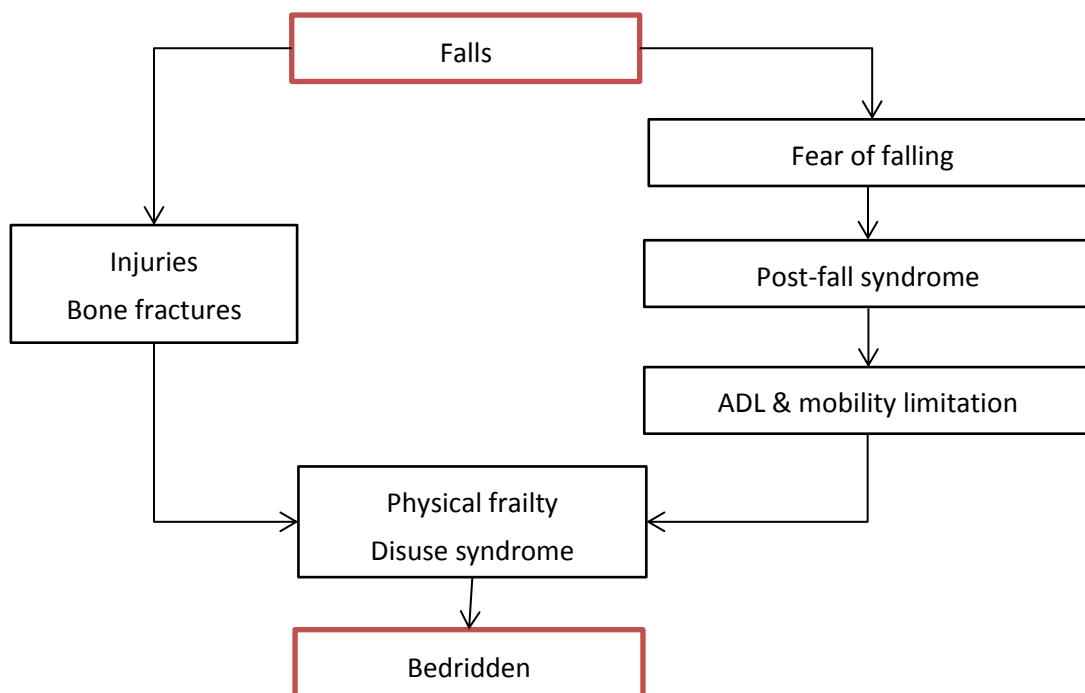 Falls
Fear of falling
Injuries
Bone fractures
Post-fall syndrome
ADL & mobility limitation
Physical frailty
Disuse syndrome
Bedridden